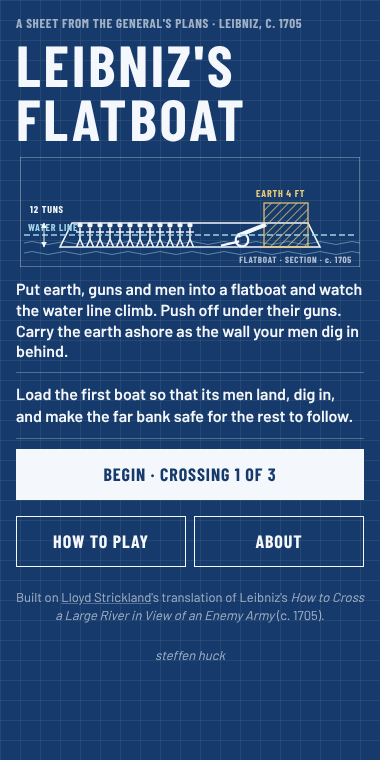 A SHEET FROM THE GENERAL'S PLANS · LEIBNIZ, C. 1705
LEIBNIZ'S
FLATBOAT
EARTH 4 FT
12 TUNS
WATER LINE
FLATBOAT · SECTION · c. 1705
Put earth, guns and men into a flatboat and watch
the water line climb. Push off under their guns.
Carry the earth ashore as the wall your men dig in
behind.
Load the first boat so that its men land, dig in,
and make the far bank safe for the rest to follow.
BEGIN · CROSSING 1 OF 3
HOW TO PLAY
ABOUT
Built on Lloyd Strickland's translation of Leibniz's How to Cross
a Large River in View of an Enemy Army (c. 1705).
steffen huck